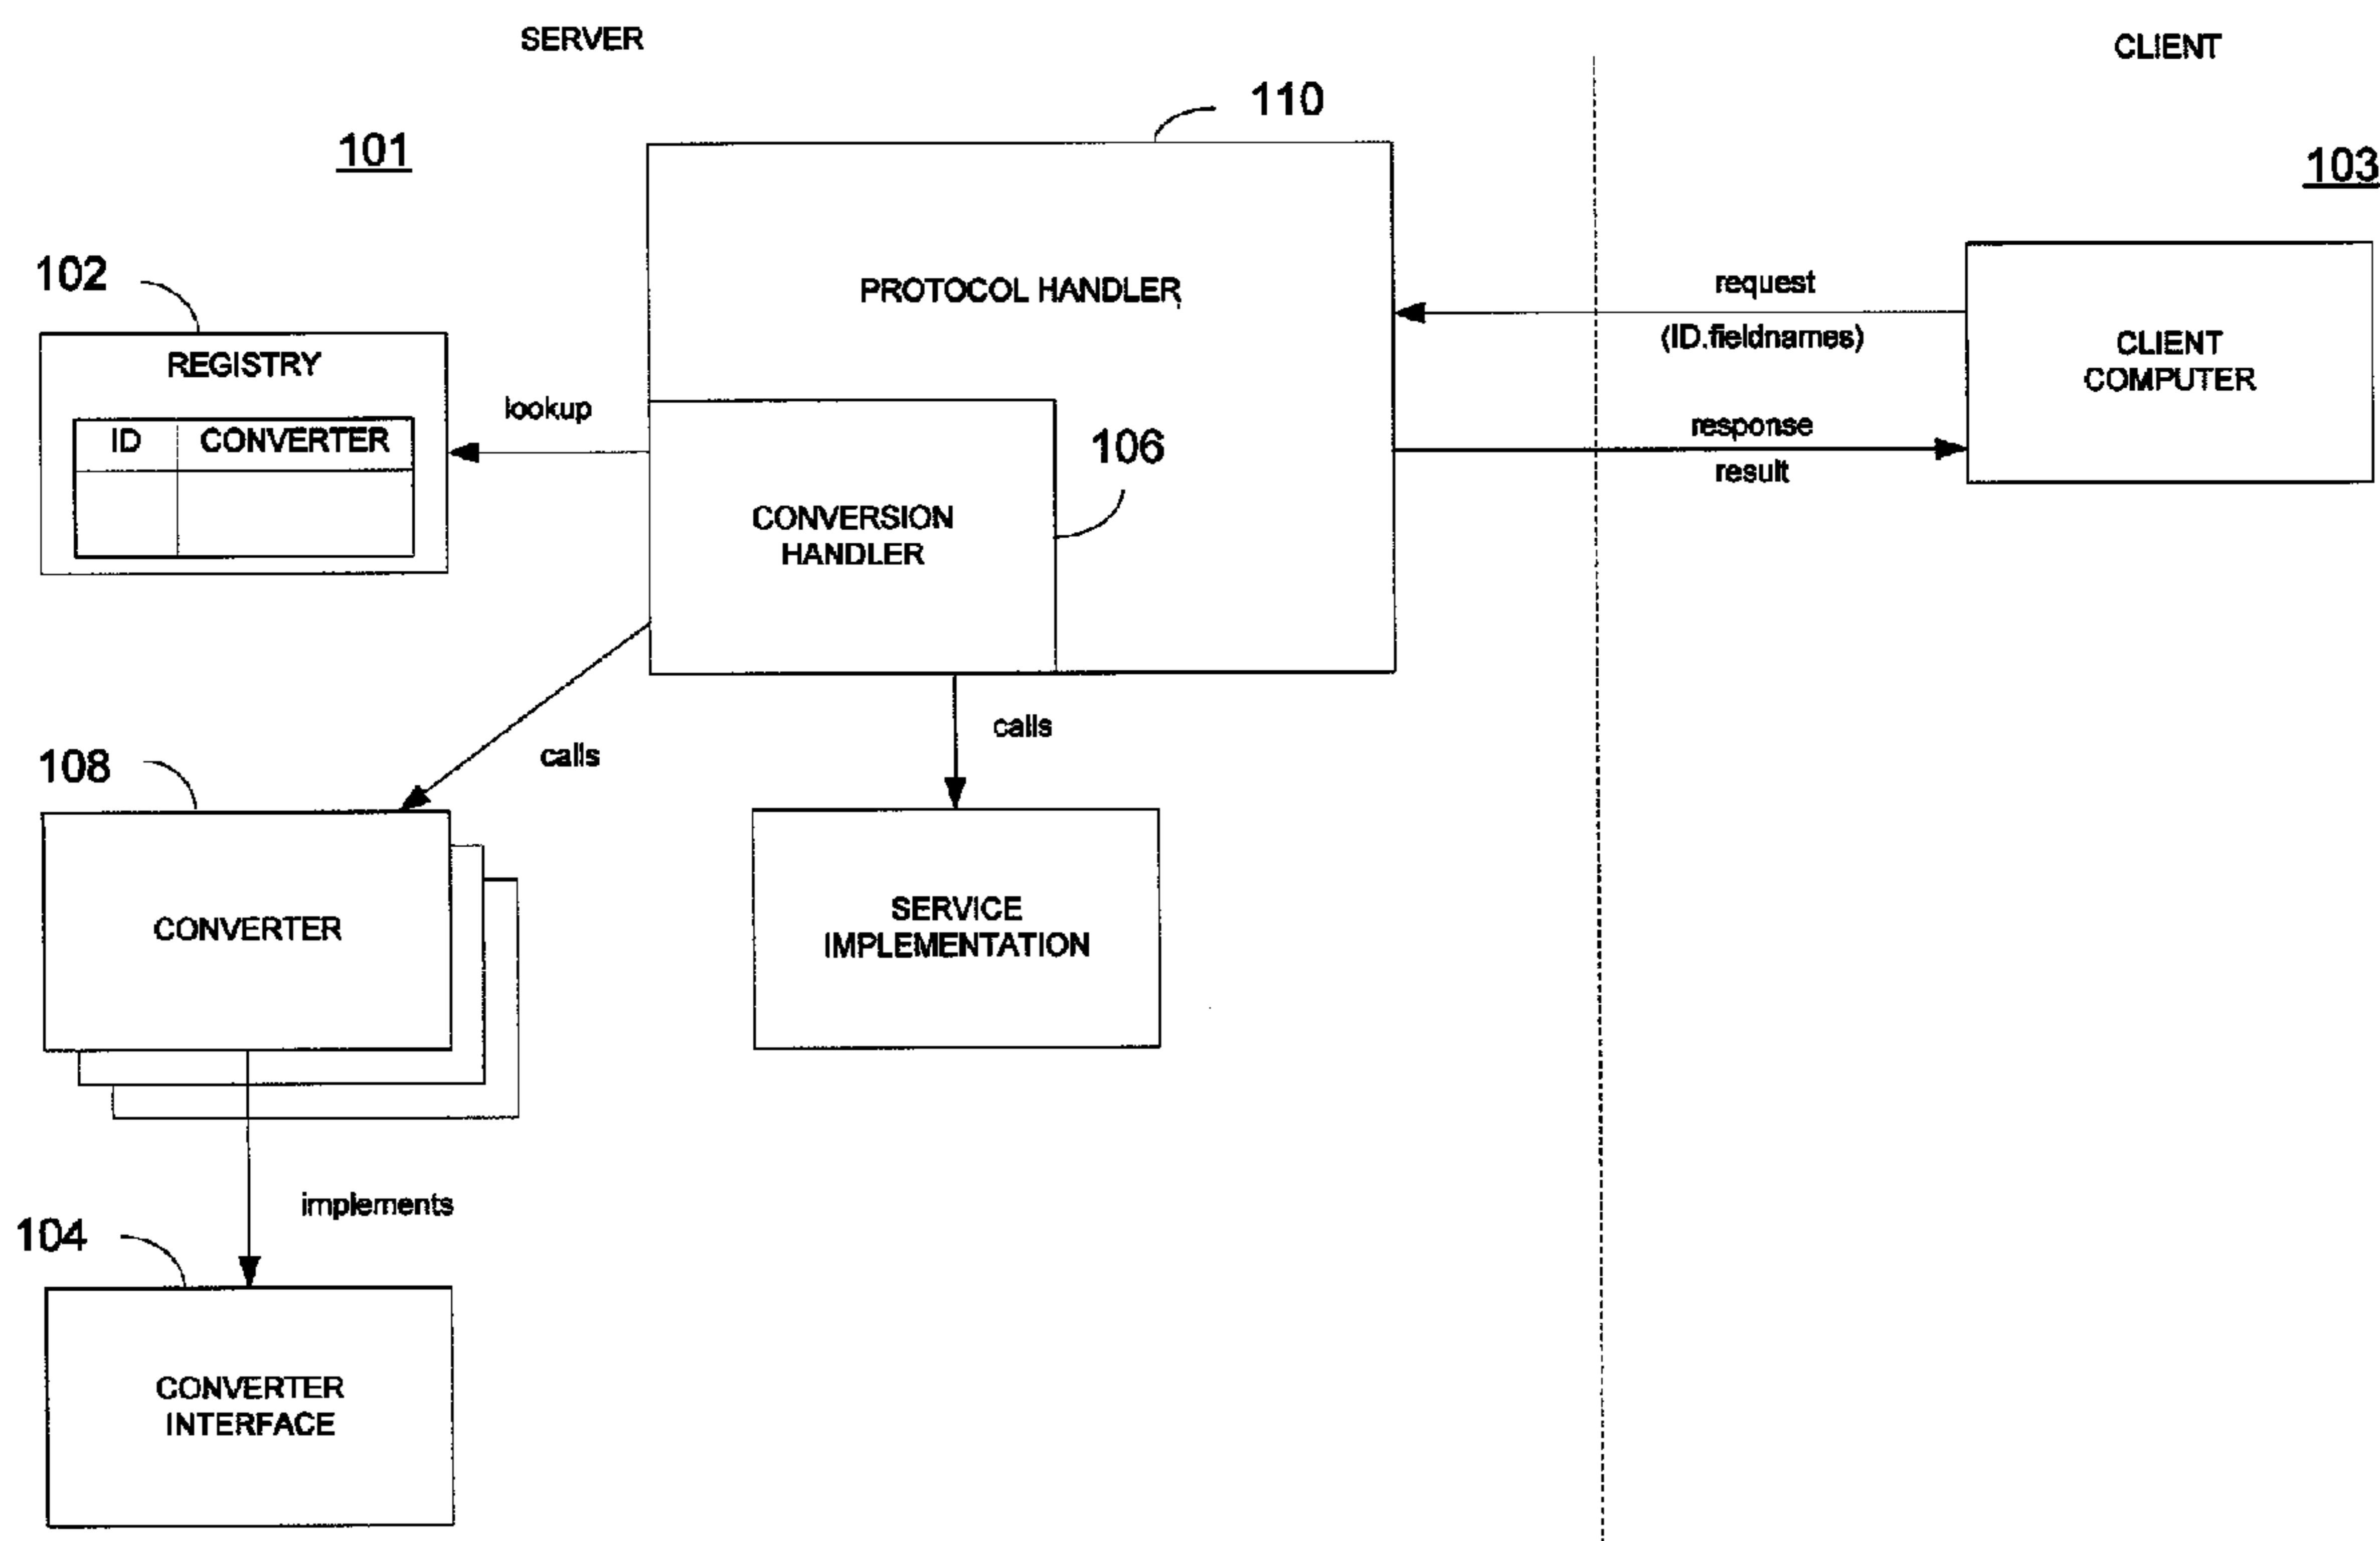 SERVER
CLIENT
110
101
103
102
PROTOCOL HANDLER
request
(ID.fieldnames)
CLIENT
COMPUTER
REGISTRY
lookup
ID CONVERTER
106
response
result
CONVERSION
HANDLER
calls
calls
108
CONVERTER
SERVICE
IMPLEMENTATION
implements
104
CONVERTER
INTERFACE